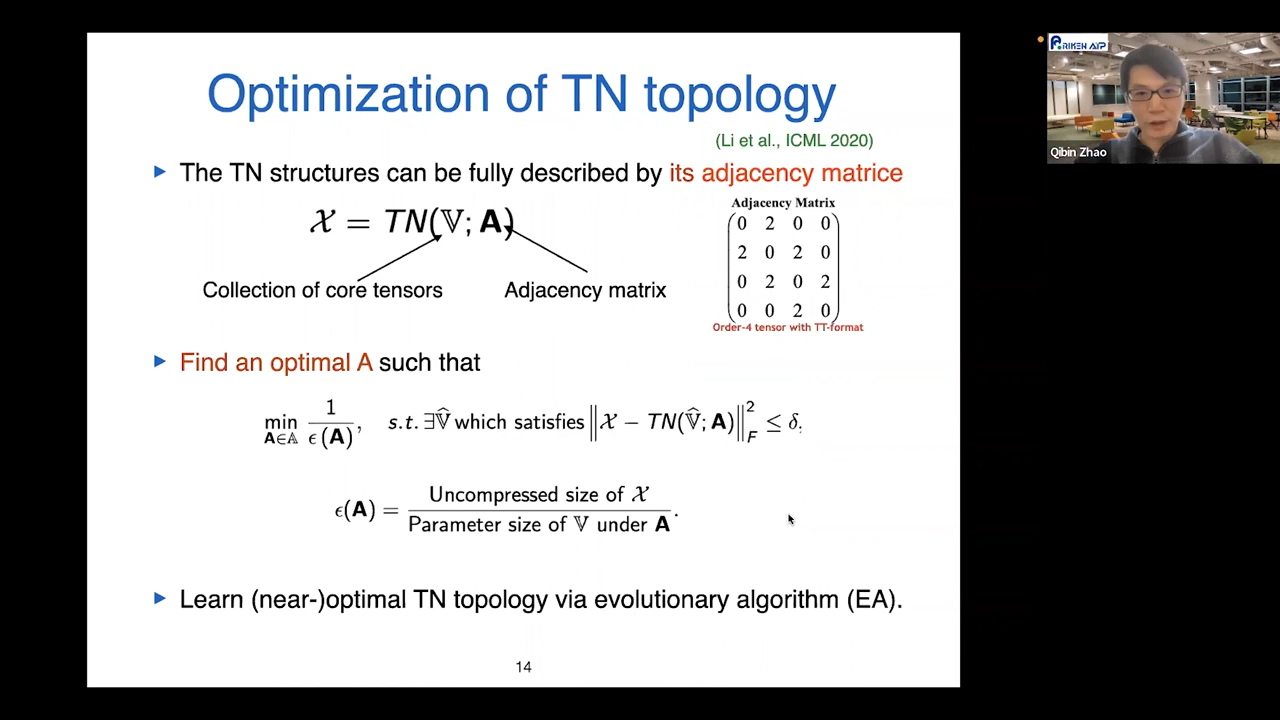 Optimization of TN topology
(Li et al., ICML 2020)
▶ The TN structures can be fully described by its adjacency matrice
𝒳 = TN(𝕍; A)
Collection of core tensors
Adjacency matrix
Adjacency Matrix
0 2 0 0
2 0 2 0
0 2 0 2
0 0 2 0
Order-4 tensor with TT-format
▶ Find an optimal A such that
min A∈𝔸 1/ϵ(A), s.t. ∃𝕍̂ which satisfies ‖𝒳 − TN(𝕍̂; A)‖²_F ≤ δ.
ϵ(A) = Uncompressed size of 𝒳 / Parameter size of 𝕍 under A.
▶ Learn (near-)optimal TN topology via evolutionary algorithm (EA).
14
RIKEN AIP
Qibin Zhao